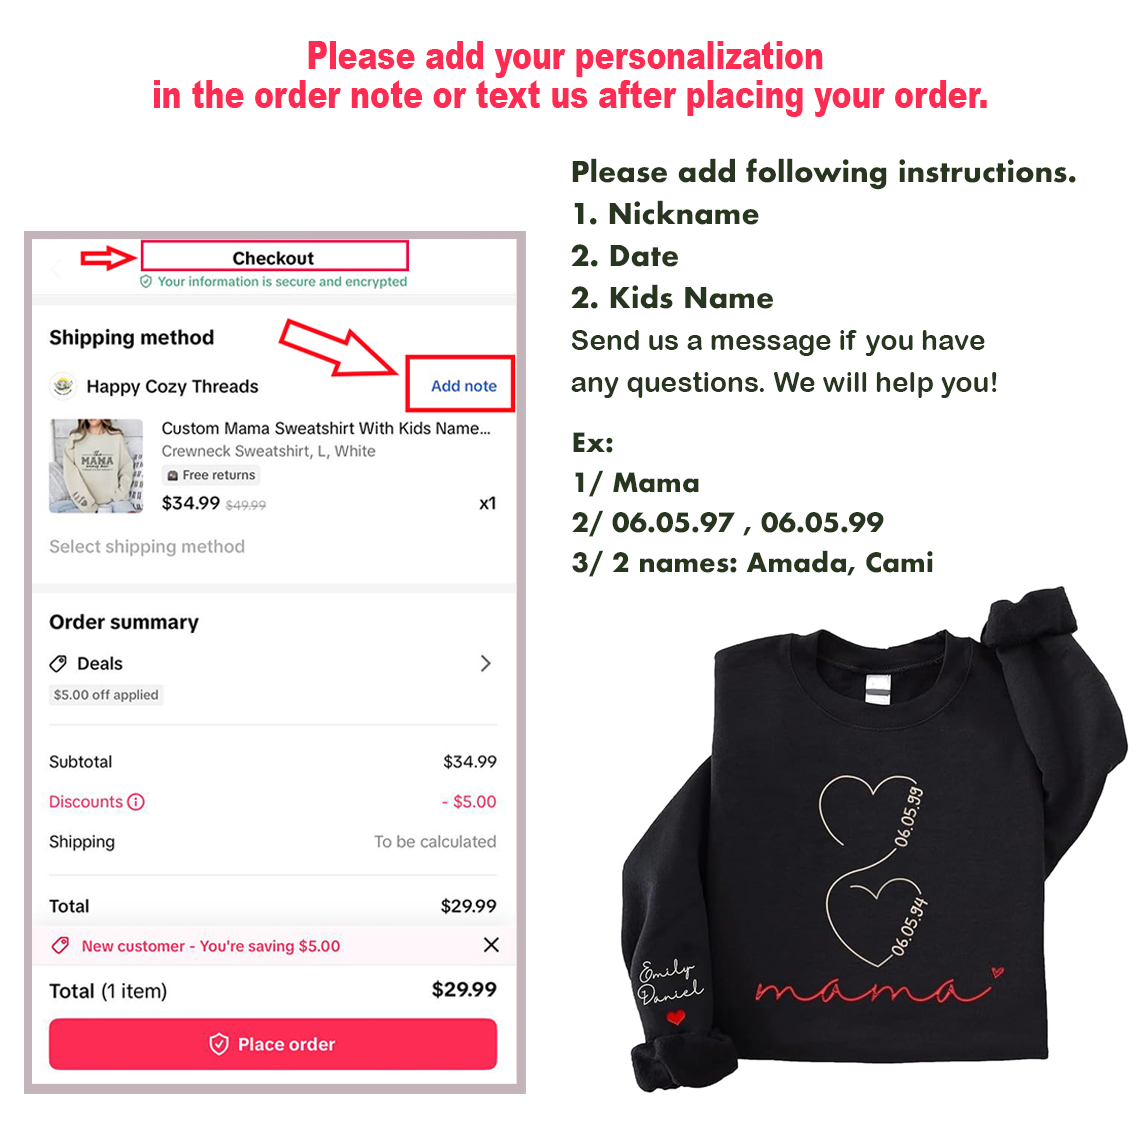 Please add your personalization
in the order note or text us after placing your order.
Please add following instructions.
1. Nickname
2. Date
2. Kids Name
Send us a message if you have
any questions. We will help you!
Ex:
1/ Mama
2/ 06.05.97 , 06.05.99
3/ 2 names: Amada, Cami
Checkout
Your information is secure and encrypted
Shipping method
Happy Cozy Threads
Add note
Custom Mama Sweatshirt With Kids Name...
Crewneck Sweatshirt, L, White
Free returns
$34.99 $49.99 x1
MAMA
Select shipping method
Order summary
Deals
$5.00 off applied
Subtotal $34.99
Discounts - $5.00
Shipping To be calculated
Total $29.99
New customer - You're saving $5.00
Total (1 item) $29.99
Place order
06.05.99
06.05.94
mama
Emily
Daniel